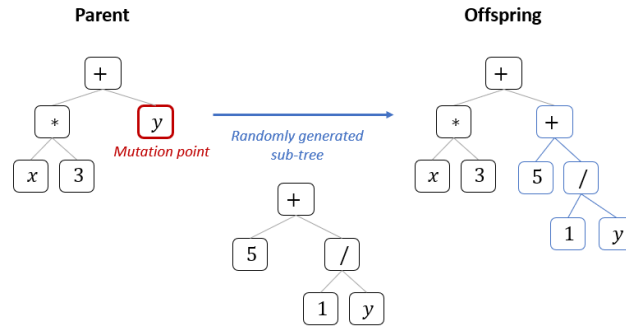 Parent
Offspring
+
* y
Mutation point
x 3
Randomly generated
sub-tree
+
5 /
1 y
+
* +
x 3 5 /
1 y